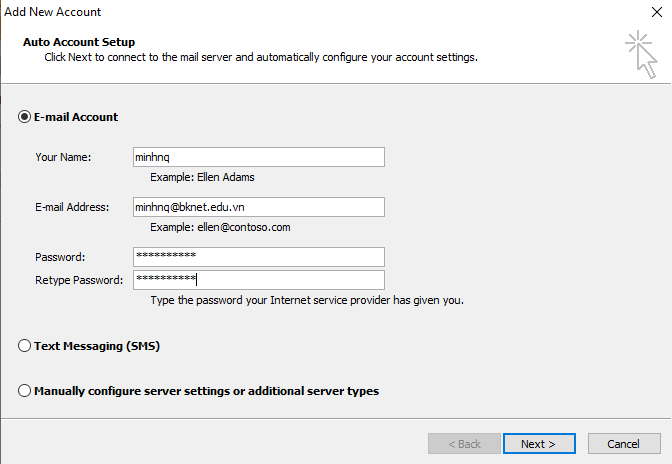 Add New Account
Auto Account Setup
Click Next to connect to the mail server and automatically configure your account settings.
E-mail Account
Your Name: minhnq
Example: Ellen Adams
E-mail Address: minhnq@bknet.edu.vn
Example: ellen@contoso.com
Password: **********
Retype Password: **********
Type the password your Internet service provider has given you.
Text Messaging (SMS)
Manually configure server settings or additional server types
< Back Next > Cancel